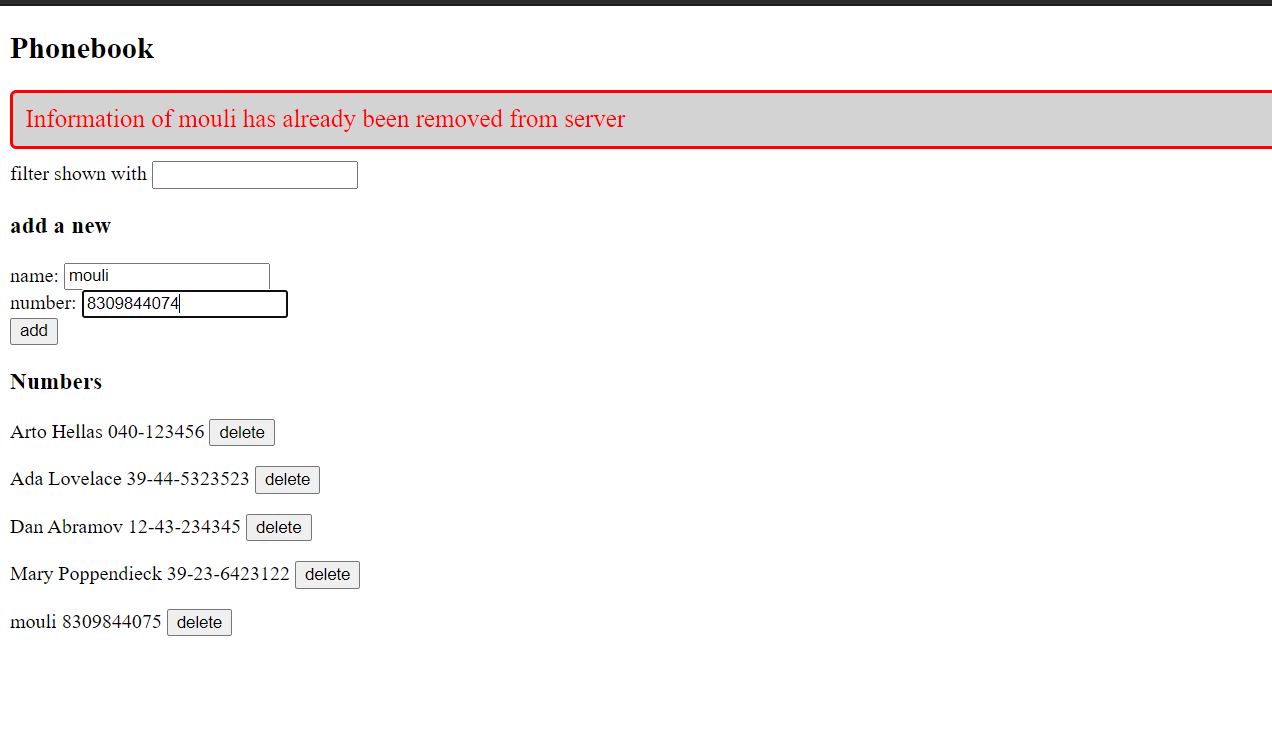 Phonebook
Information of mouli has already been removed from server
filter shown with
add a new
name: mouli
number: 8309844074
add
Numbers
Arto Hellas 040-123456 delete
Ada Lovelace 39-44-5323523 delete
Dan Abramov 12-43-234345 delete
Mary Poppendieck 39-23-6423122 delete
mouli 8309844075 delete